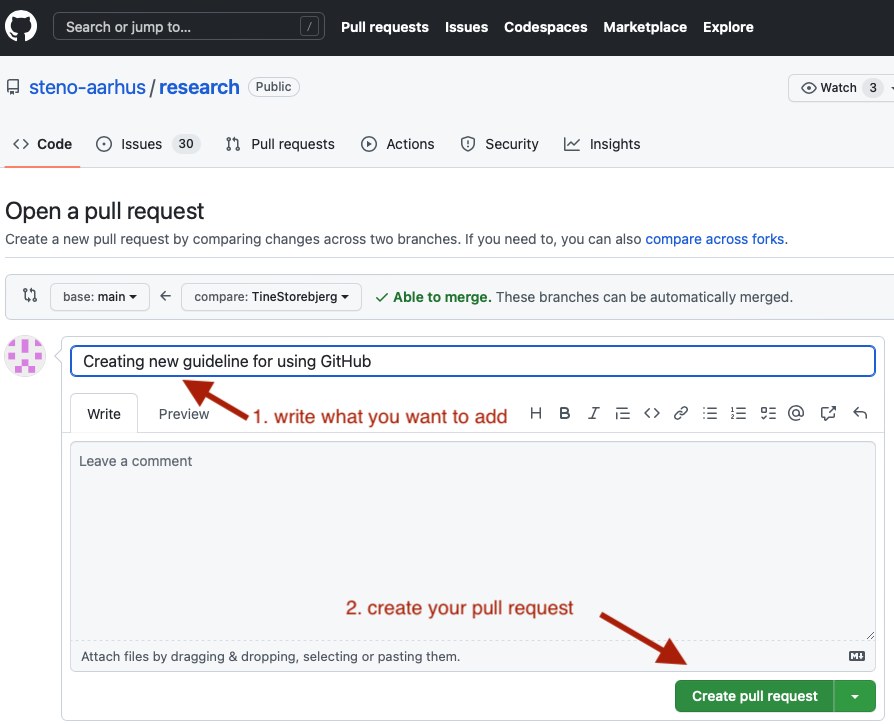 Search or jump to... /
Pull requests Issues Codespaces Marketplace Explore
steno-aarhus / research Public
Watch 3
Code Issues 30 Pull requests Actions Security Insights
Open a pull request
Create a new pull request by comparing changes across two branches. If you need to, you can also compare across forks.
base: main compare: TineStorebjerg Able to merge. These branches can be automatically merged.
Creating new guideline for using GitHub
Write Preview
1. write what you want to add
Leave a comment
2. create your pull request
Attach files by dragging & dropping, selecting or pasting them.
Create pull request